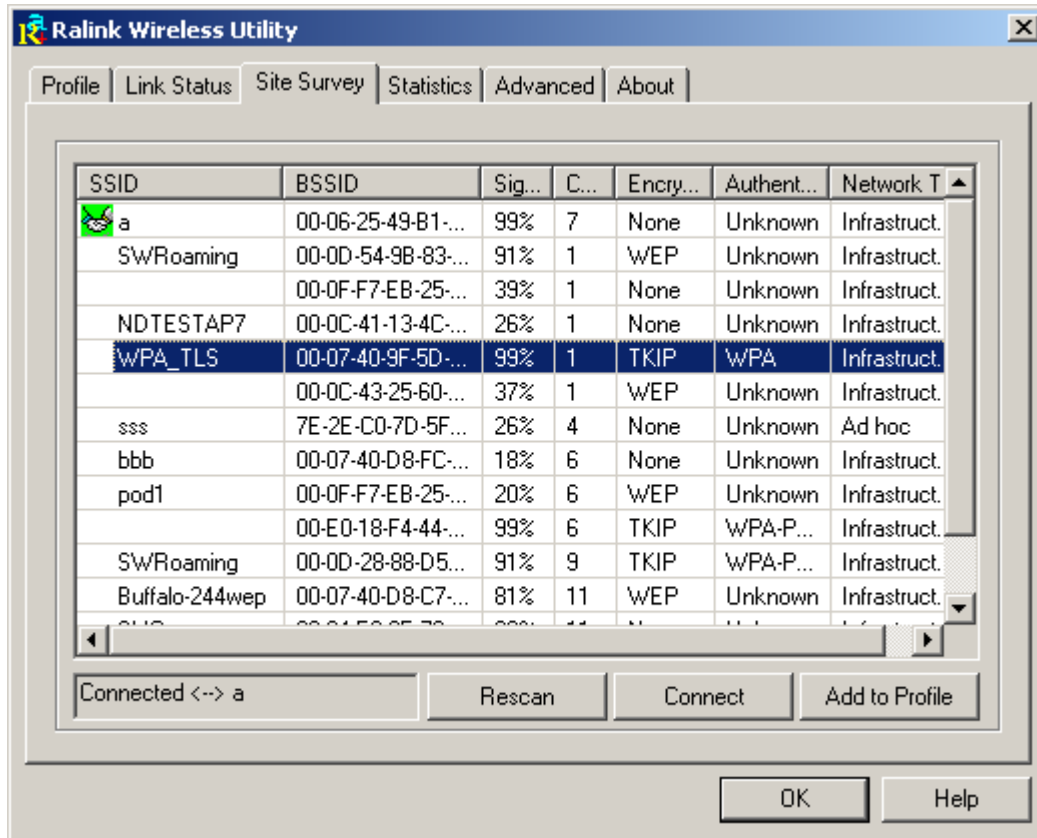 Ralink Wireless Utility
Profile Link Status Site Survey Statistics Advanced About
SSID BSSID Sig... C... Encry... Authent... Network T
a 00-06-25-49-B1-... 99% 7 None Unknown Infrastruct.
SWRoaming 00-0D-54-9B-83-... 91% 1 WEP Unknown Infrastruct.
00-0F-F7-EB-25-... 39% 1 None Unknown Infrastruct.
NDTESTAP7 00-0C-41-13-4C-... 26% 1 None Unknown Infrastruct.
WPA_TLS 00-07-40-9F-5D-... 99% 1 TKIP WPA Infrastruct.
00-0C-43-25-60-... 37% 1 WEP Unknown Infrastruct.
sss 7E-2E-C0-7D-5F... 26% 4 None Unknown Ad hoc
bbb 00-07-40-D8-FC-... 18% 6 None Unknown Infrastruct.
pod1 00-0F-F7-EB-25-... 20% 6 WEP Unknown Infrastruct.
00-E0-18-F4-44-... 99% 6 TKIP WPA-P... Infrastruct.
SWRoaming 00-0D-28-88-D5... 91% 9 TKIP WPA-P... Infrastruct.
Buffalo-244wep 00-07-40-D8-C7-... 81% 11 WEP Unknown Infrastruct.
Connected <--> a Rescan Connect Add to Profile
OK Help